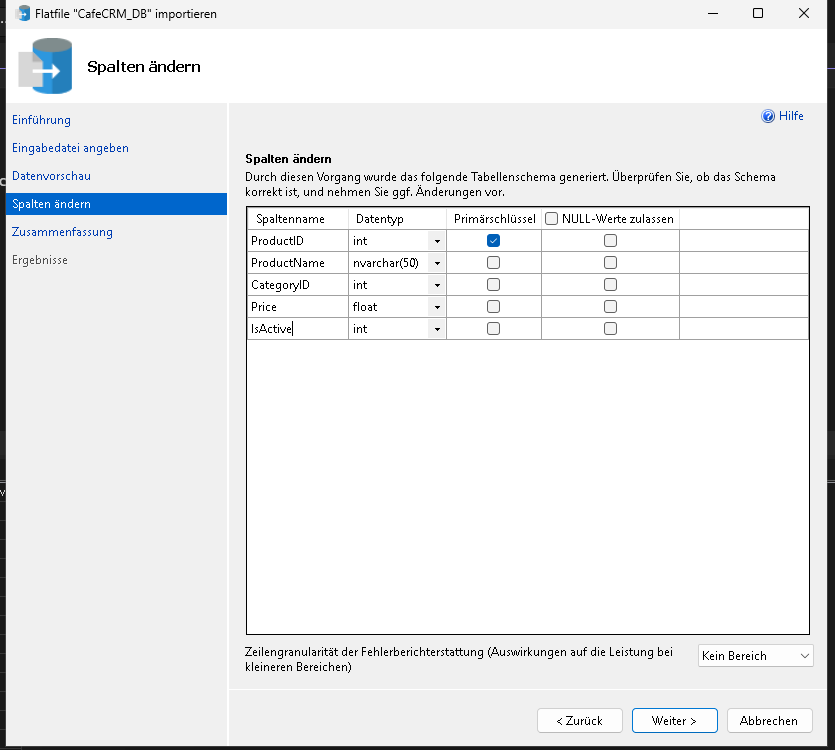 Flatfile "CafeCRM_DB" importieren
Spalten ändern
Hilfe
Einführung
Eingabedatei angeben
Datenvorschau
Spalten ändern
Zusammenfassung
Ergebnisse
Spalten ändern
Durch diesen Vorgang wurde das folgende Tabellenschema generiert. Überprüfen Sie, ob das Schema
korrekt ist, und nehmen Sie ggf. Änderungen vor.
Spaltenname Datentyp Primärschlüssel NULL-Werte zulassen
ProductID int
ProductName nvarchar(50)
CategoryID int
Price float
IsActive int
Zeilengranularität der Fehlerberichterstattung (Auswirkungen auf die Leistung bei
kleineren Bereichen)
Kein Bereich
< Zurück Weiter > Abbrechen